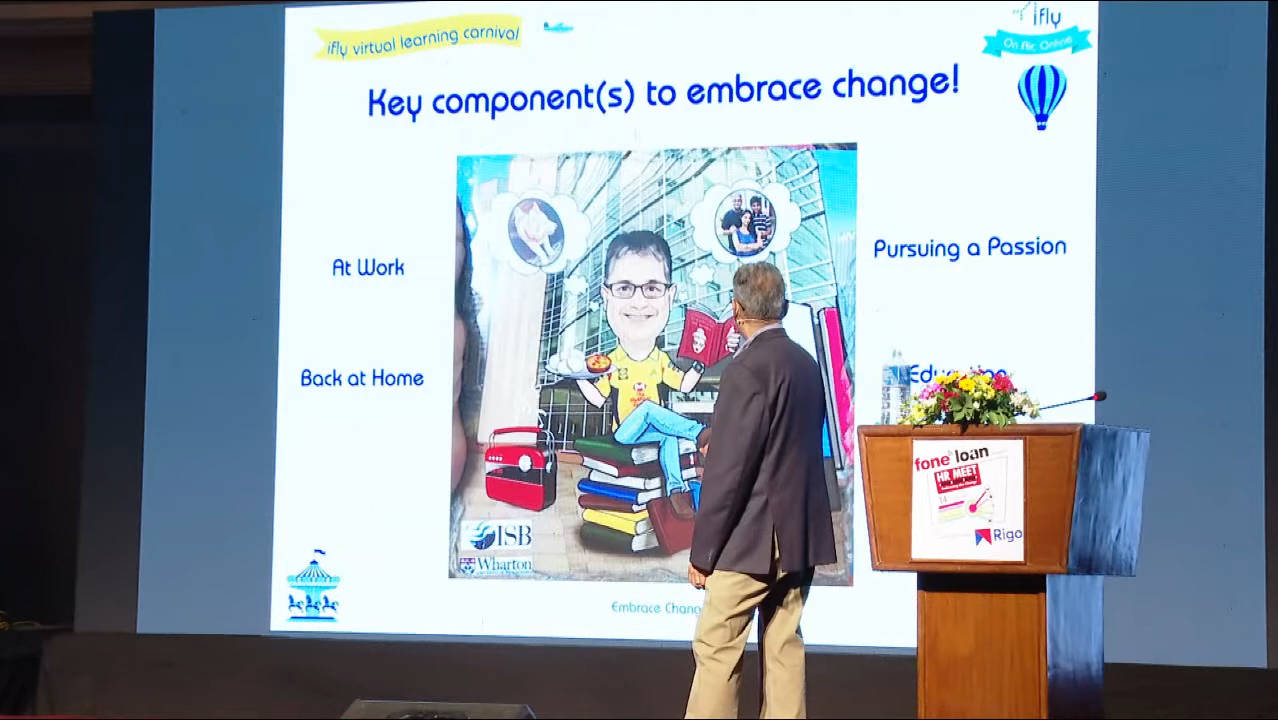 ifly virtual learning carnival
ifly
On Air Online
Key component(s) to embrace change!
At Work
Pursuing a Passion
Back at Home
ISB
Wharton
Embrace
fone loan
HR MEET
14
Rigo